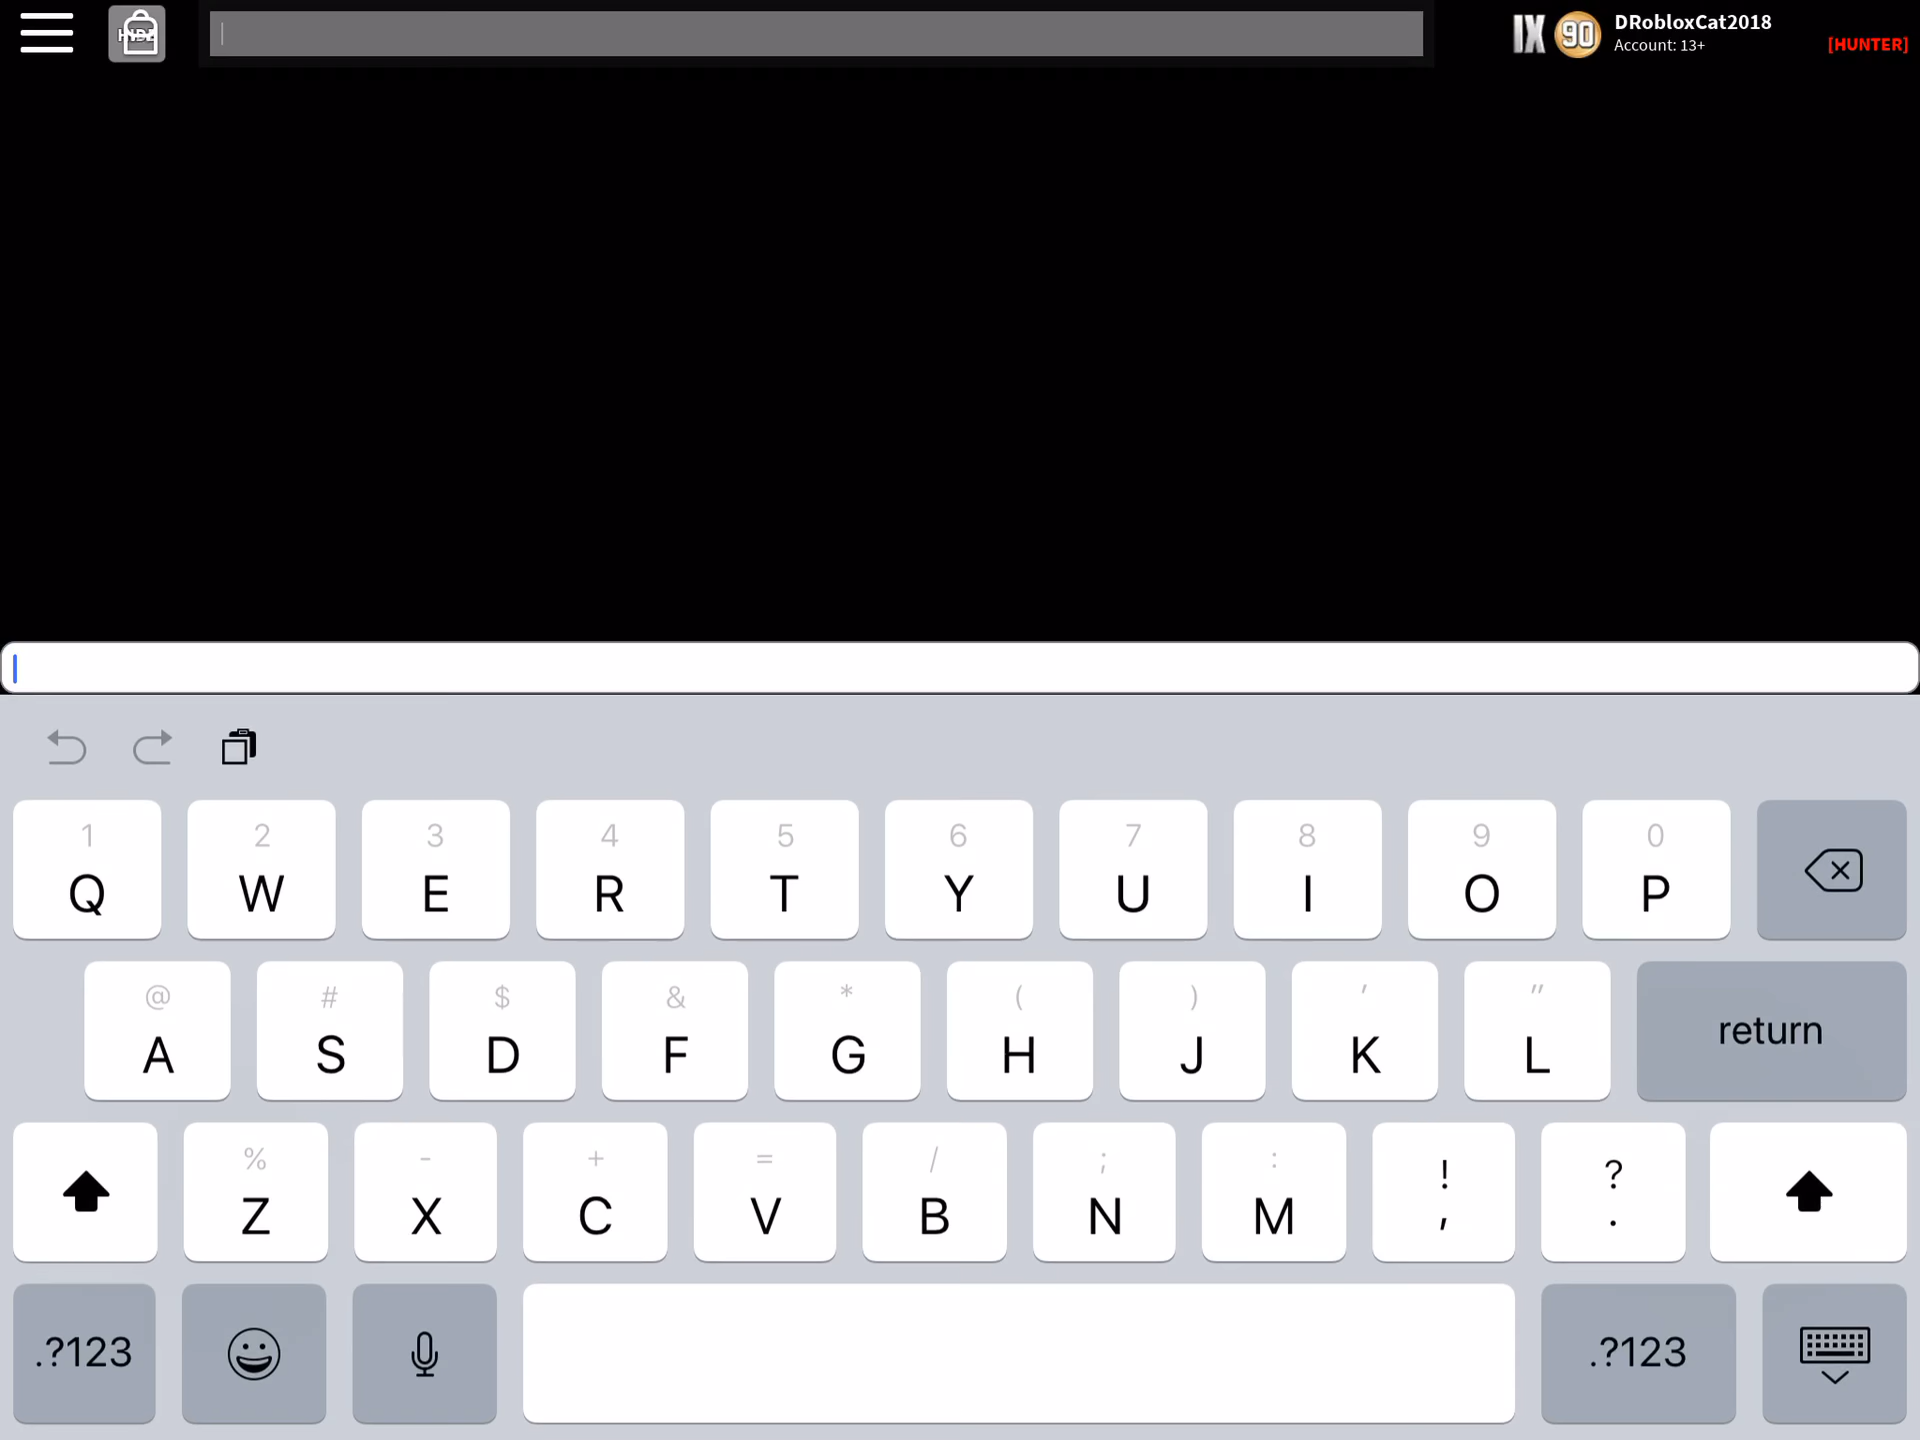 IX 90 DRobloxCat2018
Account: 13+
[HUNTER]
1 2 3 4 5 6 7 8 9 0
Q W E R T Y U I O P
@ # $ & * ( ) ' "
A S D F G H J K L return
% - + = / ; : ! ?
Z X C V B N M , .
.?123 .?123